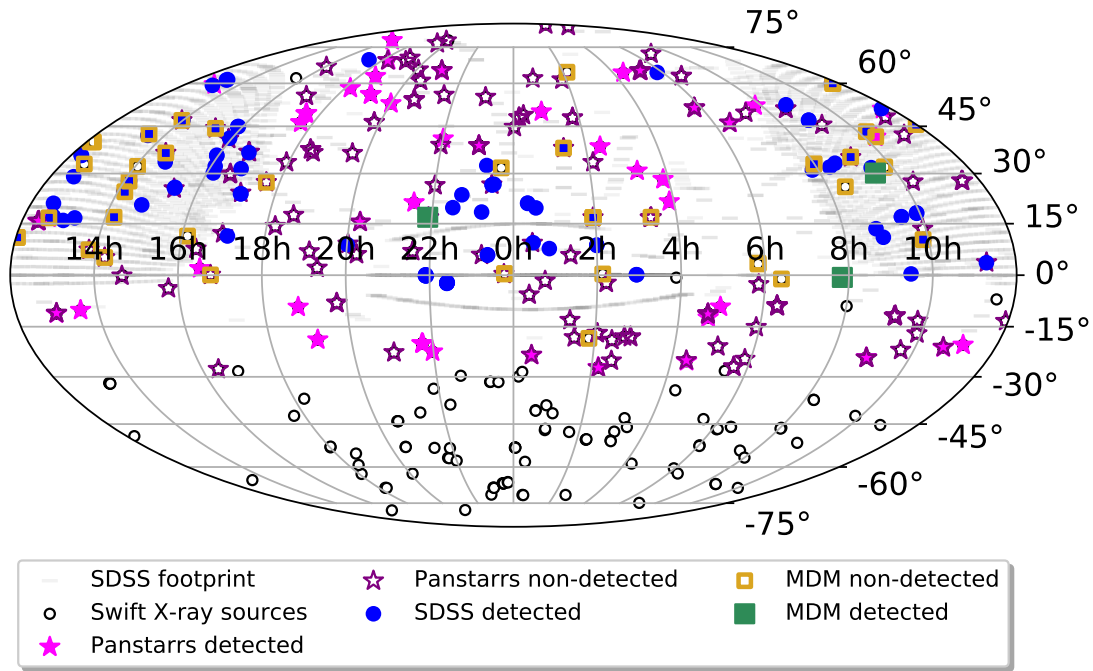 75°
60°
45°
30°
15°
14h 16h 18h 20h 22h 0h 2h 4h 6h 8h 10h
0°
-15°
-30°
-45°
-60°
-75°
SDSS footprint Panstarrs non-detected MDM non-detected
Swift X-ray sources SDSS detected MDM detected
Panstarrs detected